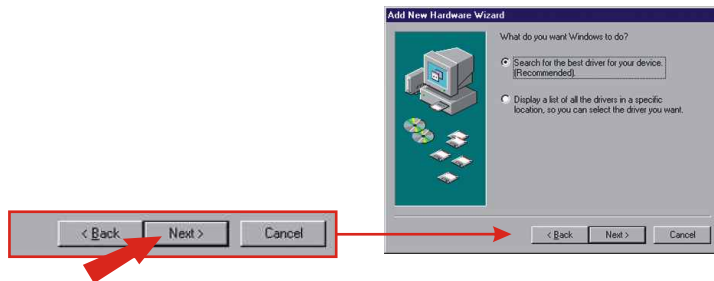 Add New Hardware Wizard
What do you want Windows to do?
Search for the best driver for your device.
(Recommended).
Display a list of all the drivers in a specific
location, so you can select the driver you want.
< Back Next > Cancel
< Back Next > Cancel